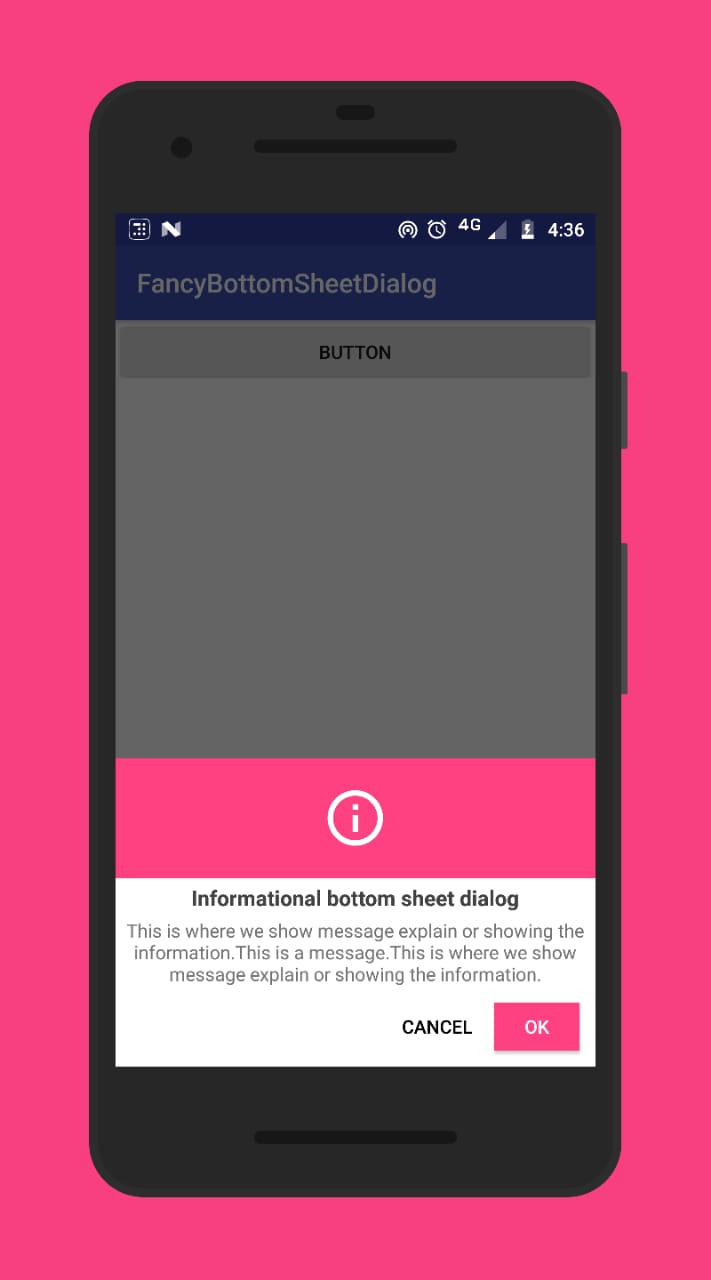 4G 4:36
FancyBottomSheetDialog
BUTTON
Informational bottom sheet dialog
This is where we show message explain or showing the
information.This is a message.This is where we show
message explain or showing the information.
CANCEL OK